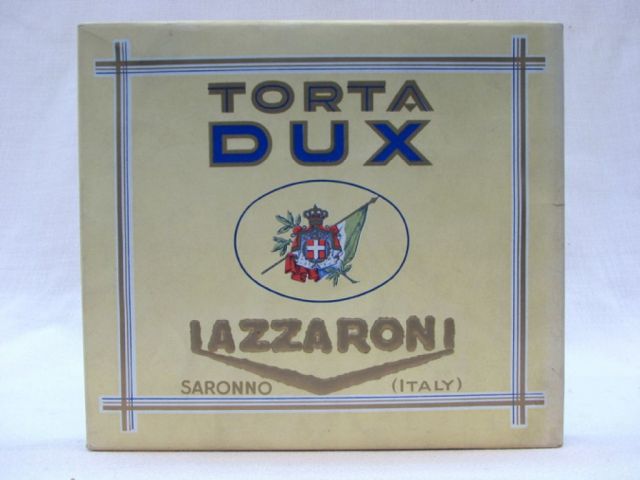 TORTA
DUX
LAZZARONI
SARONNO (ITALY)